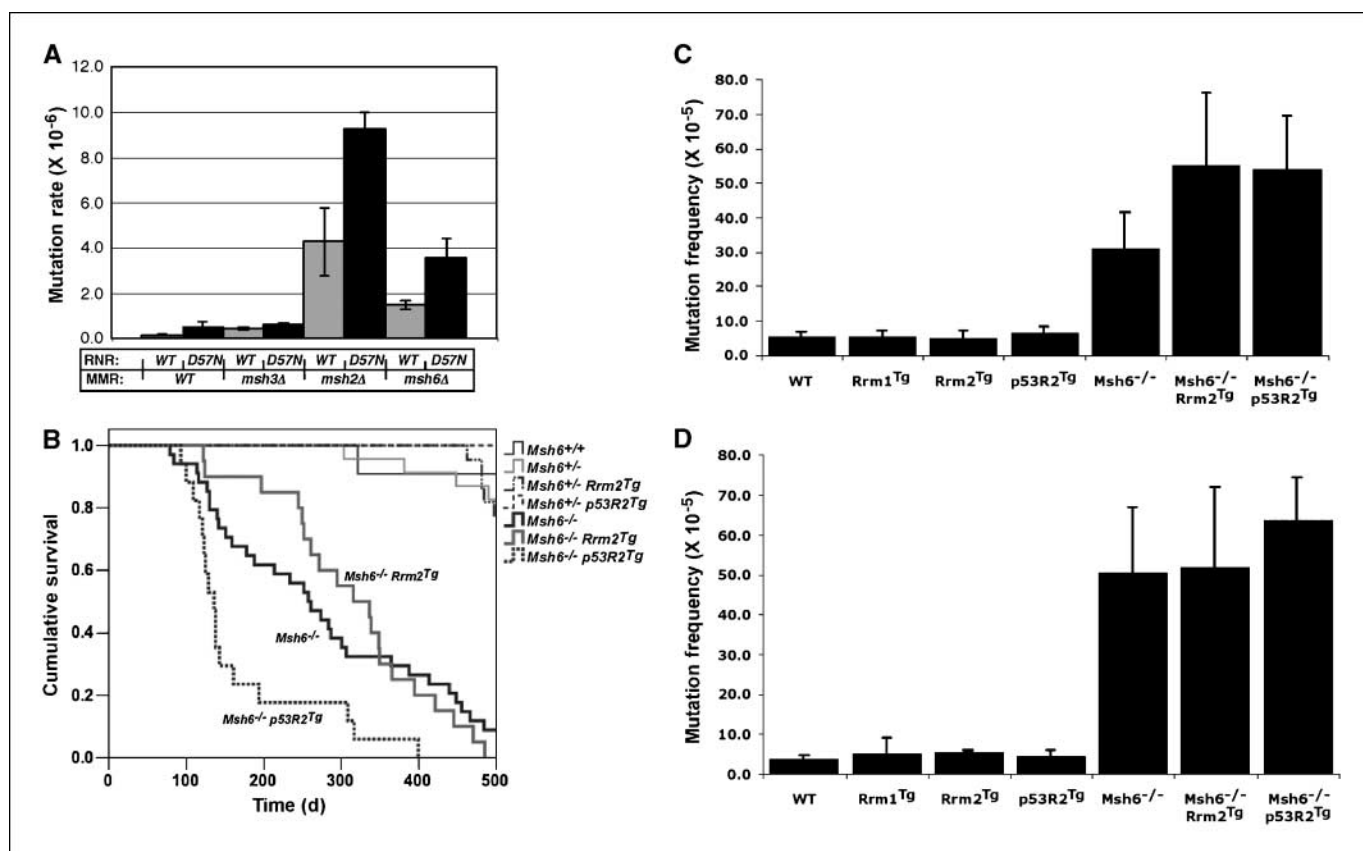 A
Mutation rate (X 10-6)
12.0
10.0
8.0
6.0
4.0
2.0
0.0
RNR: WT D57N WT D57N WT D57N WT D57N
MMR: WT msh3Δ msh2Δ msh6Δ
B
Cumulative survival
1.0
0.8
0.6
0.4
0.2
0.0
0 100 200 300 400 500
Time (d)
Msh6+/+
Msh6+/-
Msh6+/- Rrm2Tg
Msh6+/- p53R2Tg
Msh6-/-
Msh6-/- Rrm2Tg
Msh6-/- p53R2Tg
Msh6-/- Rrm2Tg
Msh6-/-
Msh6-/- p53R2Tg
C
Mutation frequency (X 10-5)
80.0
70.0
60.0
50.0
40.0
30.0
20.0
10.0
0.0
WT Rrm1Tg Rrm2Tg p53R2Tg Msh6-/- Msh6-/- Msh6-/-
Rrm2Tg p53R2Tg
D
Mutation frequency (X 10-5)
80.0
70.0
60.0
50.0
40.0
30.0
20.0
10.0
0.0
WT Rrm1Tg Rrm2Tg p53R2Tg Msh6-/- Msh6-/- Msh6-/-
Rrm2Tg p53R2Tg